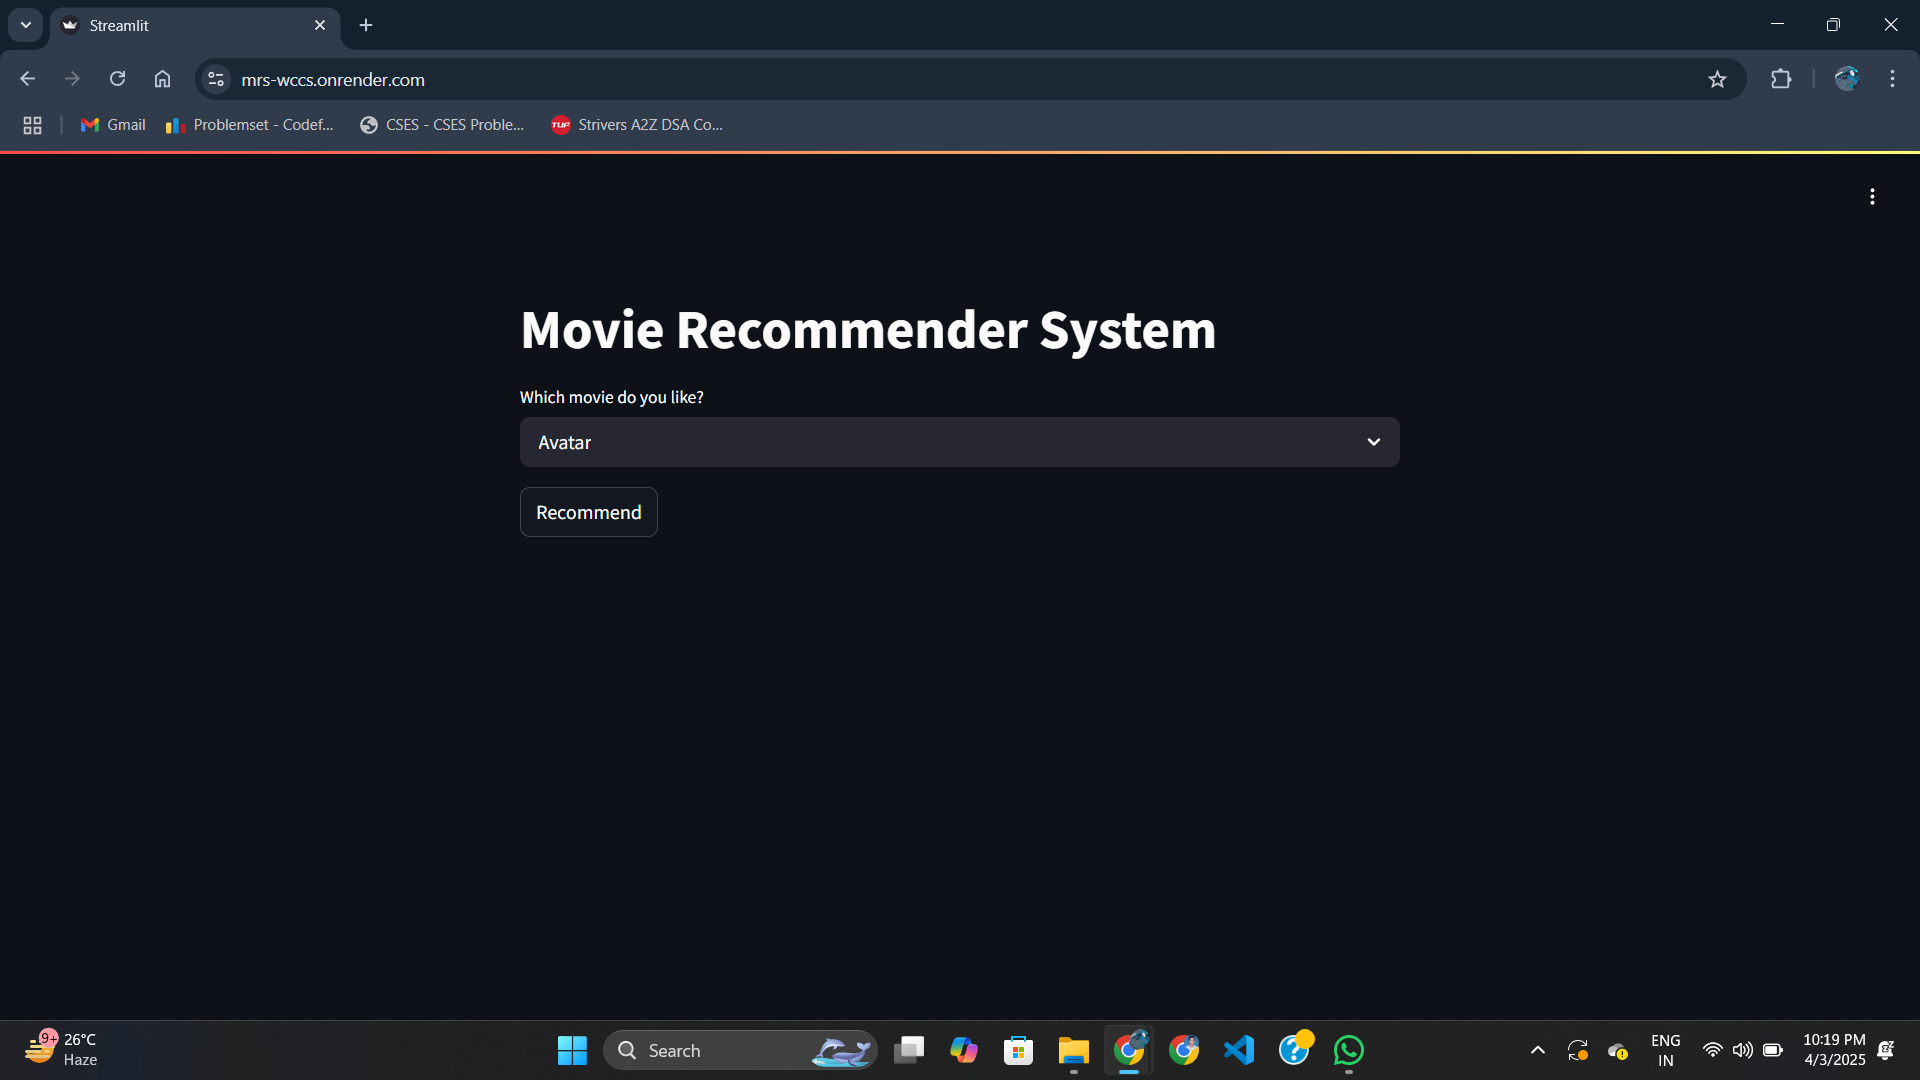 Streamlit
mrs-wccs.onrender.com
Gmail
Problemset - Codef...
CSES - CSES Proble...
TUF
Strivers A2Z DSA Co...
Movie Recommender System
Which movie do you like?
Avatar
Recommend
9+
26°C
Haze
Search
ENG
IN
10:19 PM
4/3/2025